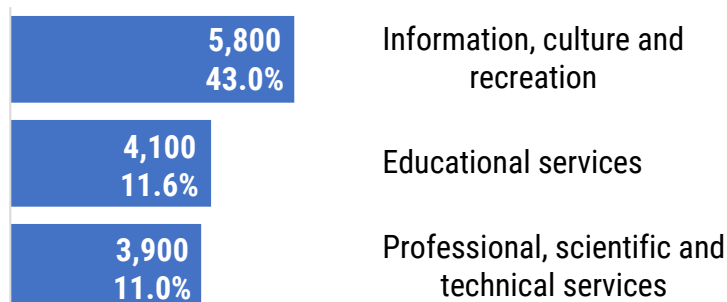 5,800
43.0%
Information, culture and
recreation
4,100
11.6%
Educational services
3,900
11.0%
Professional, scientific and
technical services